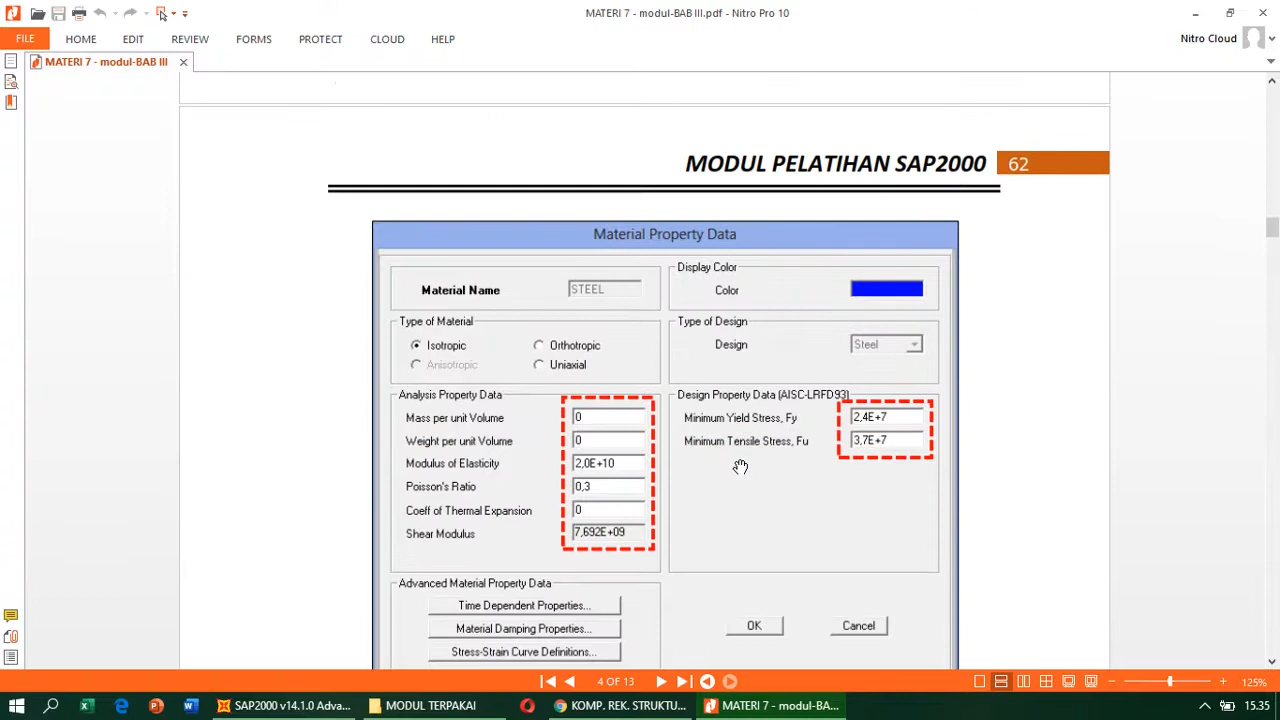 MATERI 7 - modul-BAB III.pdf - Nitro Pro 10
FILE
HOME
EDIT
REVIEW
FORMS
PROTECT
CLOUD
HELP
Nitro Cloud
MATERI 7 - modul-BAB III
MODUL PELATIHAN SAP2000 62
Material Property Data
Material Name STEEL
Display Color
Color
Type of Material
Isotropic Orthotropic
Anisotropic Uniaxial
Type of Design
Design Steel
Analysis Property Data
Mass per unit Volume 0
Weight per unit Volume 0
Modulus of Elasticity 2,0E+10
Poisson's Ratio 0,3
Coeff of Thermal Expansion 0
Shear Modulus 7,692E+09
Design Property Data (AISC-LRFD93)
Minimum Yield Stress, Fy 2,4E+7
Minimum Tensile Stress, Fu 3,7E+7
Advanced Material Property Data
Time Dependent Properties...
Material Damping Properties...
Stress-Strain Curve Definitions...
OK
Cancel
4 OF 13
125%
SAP2000 v14.1.0 Adva...
MODUL TERPAKAI
KOMP. REK. STRUKTU...
MATERI 7 - modul-BA...
15.35